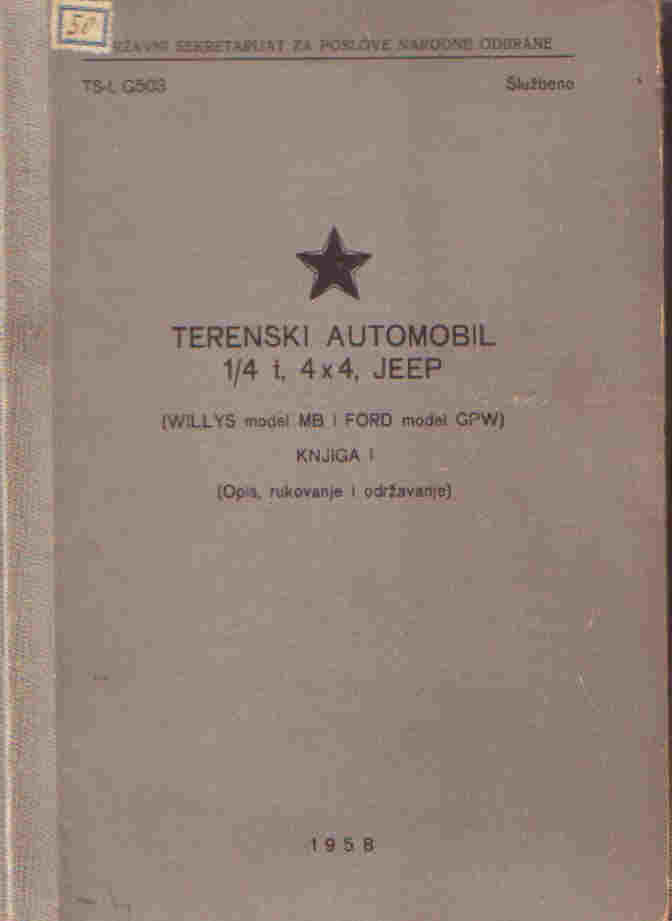 50
DRŽAVNI SEKRETARIJAT ZA POSLOVE NARODNE ODBRANE
TS-I, G503 Službeno
TERENSKI AUTOMOBIL
1/4 t, 4x4, JEEP
(WILLYS model MB i FORD model GPW)
KNJIGA I
(Opis, rukovanje i održavanje)
1958